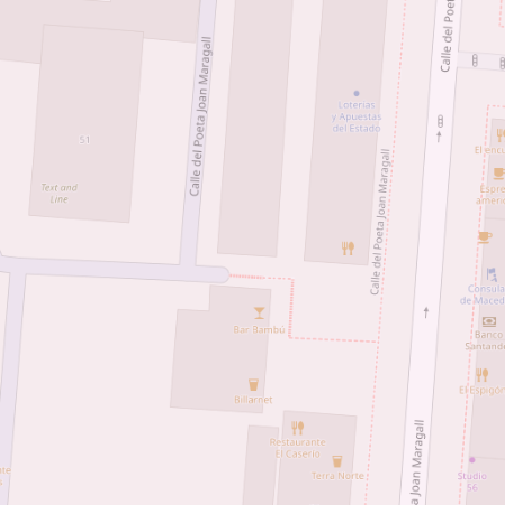 Calle del Poeta Joan Maragall
Calle del Poe
Loterías
y Apuestas
del Estado
51
El encu
Text and
Line
Espre
americ
Calle del Poeta Joan Maragall
Consula
de Maced
Bar Bambú
Banco
Santande
El Espigón
Billarnet
Restaurante
El Caserío
Terra Norte
a Joan Maragall
Studio
56
nte
s